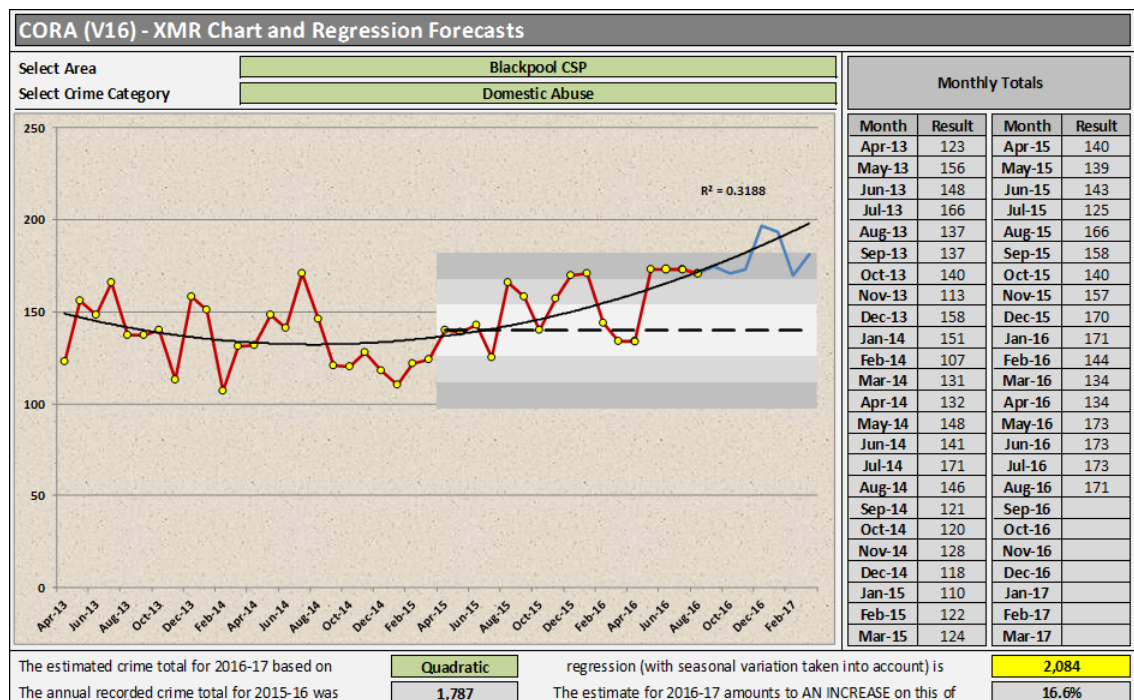 CORA (V16) - XMR Chart and Regression Forecasts
Select Area Blackpool CSP
Select Crime Category Domestic Abuse
Monthly Totals
250
200
150
100
50
0
R² = 0.3188
Apr-13 Jun-13 Aug-13 Oct-13 Dec-13 Feb-14 Apr-14 Jun-14 Aug-14 Oct-14 Dec-14 Feb-15 Apr-15 Jun-15 Aug-15 Oct-15 Dec-15 Feb-16 Apr-16 Jun-16 Aug-16 Oct-16 Dec-16 Feb-17
Month Result Month Result
Apr-13 123 Apr-15 140
May-13 156 May-15 139
Jun-13 148 Jun-15 143
Jul-13 166 Jul-15 125
Aug-13 137 Aug-15 166
Sep-13 137 Sep-15 158
Oct-13 140 Oct-15 140
Nov-13 113 Nov-15 157
Dec-13 158 Dec-15 170
Jan-14 151 Jan-16 171
Feb-14 107 Feb-16 144
Mar-14 131 Mar-16 134
Apr-14 132 Apr-16 134
May-14 148 May-16 173
Jun-14 141 Jun-16 173
Jul-14 171 Jul-16 173
Aug-14 146 Aug-16 171
Sep-14 121 Sep-16
Oct-14 120 Oct-16
Nov-14 128 Nov-16
Dec-14 118 Dec-16
Jan-15 110 Jan-17
Feb-15 122 Feb-17
Mar-15 124 Mar-17
The estimated crime total for 2016-17 based on Quadratic regression (with seasonal variation taken into account) is 2,084
The annual recorded crime total for 2015-16 was 1,787 The estimate for 2016-17 amounts to AN INCREASE on this of 16.6%